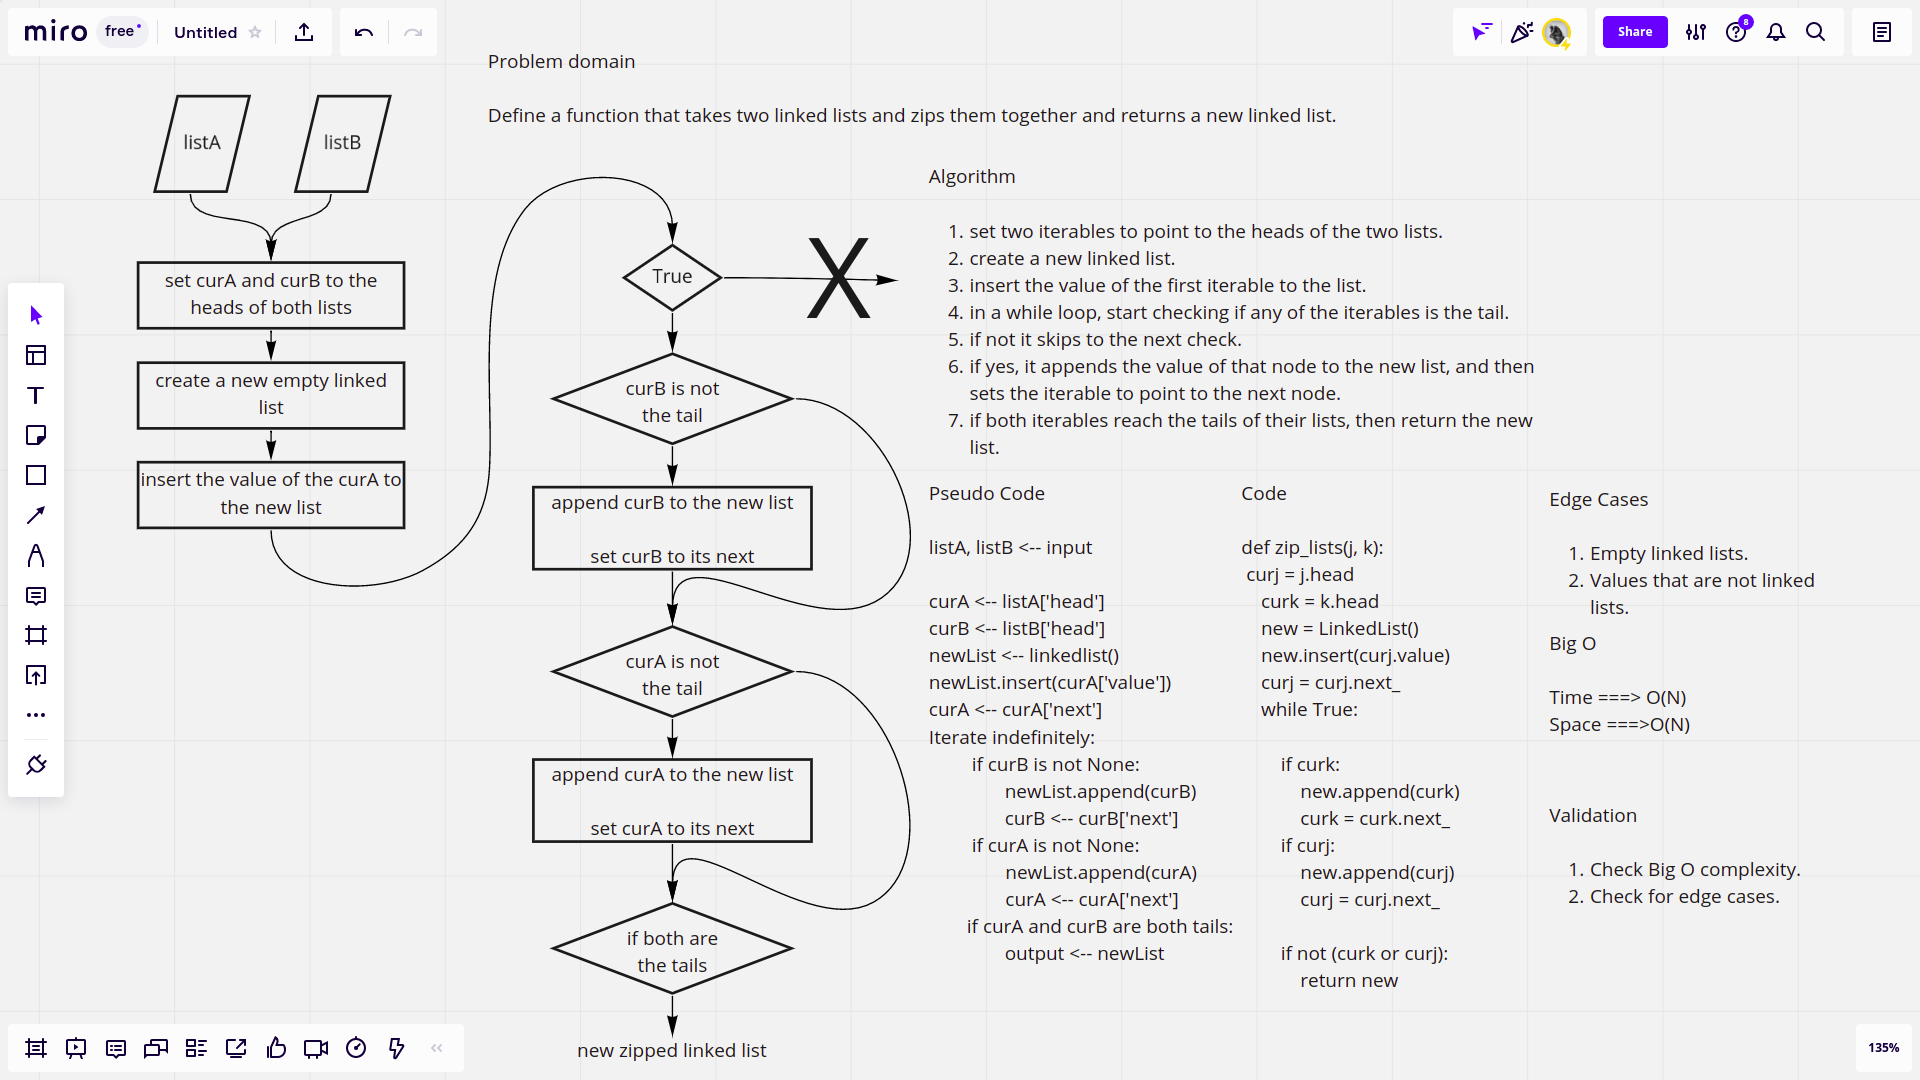 miro free Untitled
Share
8
Problem domain
Define a function that takes two linked lists and zips them together and returns a new linked list.
listA
listB
set curA and curB to the
heads of both lists
create a new empty linked
list
insert the value of the curA to
the new list
True
X
curB is not
the tail
append curB to the new list
set curB to its next
curA is not
the tail
append curA to the new list
set curA to its next
if both are
the tails
new zipped linked list
Algorithm
1. set two iterables to point to the heads of the two lists.
2. create a new linked list.
3. insert the value of the first iterable to the list.
4. in a while loop, start checking if any of the iterables is the tail.
5. if not it skips to the next check.
6. if yes, it appends the value of that node to the new list, and then
sets the iterable to point to the next node.
7. if both iterables reach the tails of their lists, then return the new
list.
Pseudo Code
listA, listB <-- input
curA <-- listA['head']
curB <-- listB['head']
newList <-- linkedlist()
newList.insert(curA['value'])
curA <-- curA['next']
Iterate indefinitely:
if curB is not None:
newList.append(curB)
curB <-- curB['next']
if curA is not None:
newList.append(curA)
curA <-- curA['next']
if curA and curB are both tails:
output <-- newList
Code
def zip_lists(j, k):
curj = j.head
curk = k.head
new = LinkedList()
new.insert(curj.value)
curj = curj.next_
while True:
if curk:
new.append(curk)
curk = curk.next_
if curj:
new.append(curj)
curj = curj.next_
if not (curk or curj):
return new
Edge Cases
1. Empty linked lists.
2. Values that are not linked
lists.
Big O
Time ===> O(N)
Space ===>O(N)
Validation
1. Check Big O complexity.
2. Check for edge cases.
135%